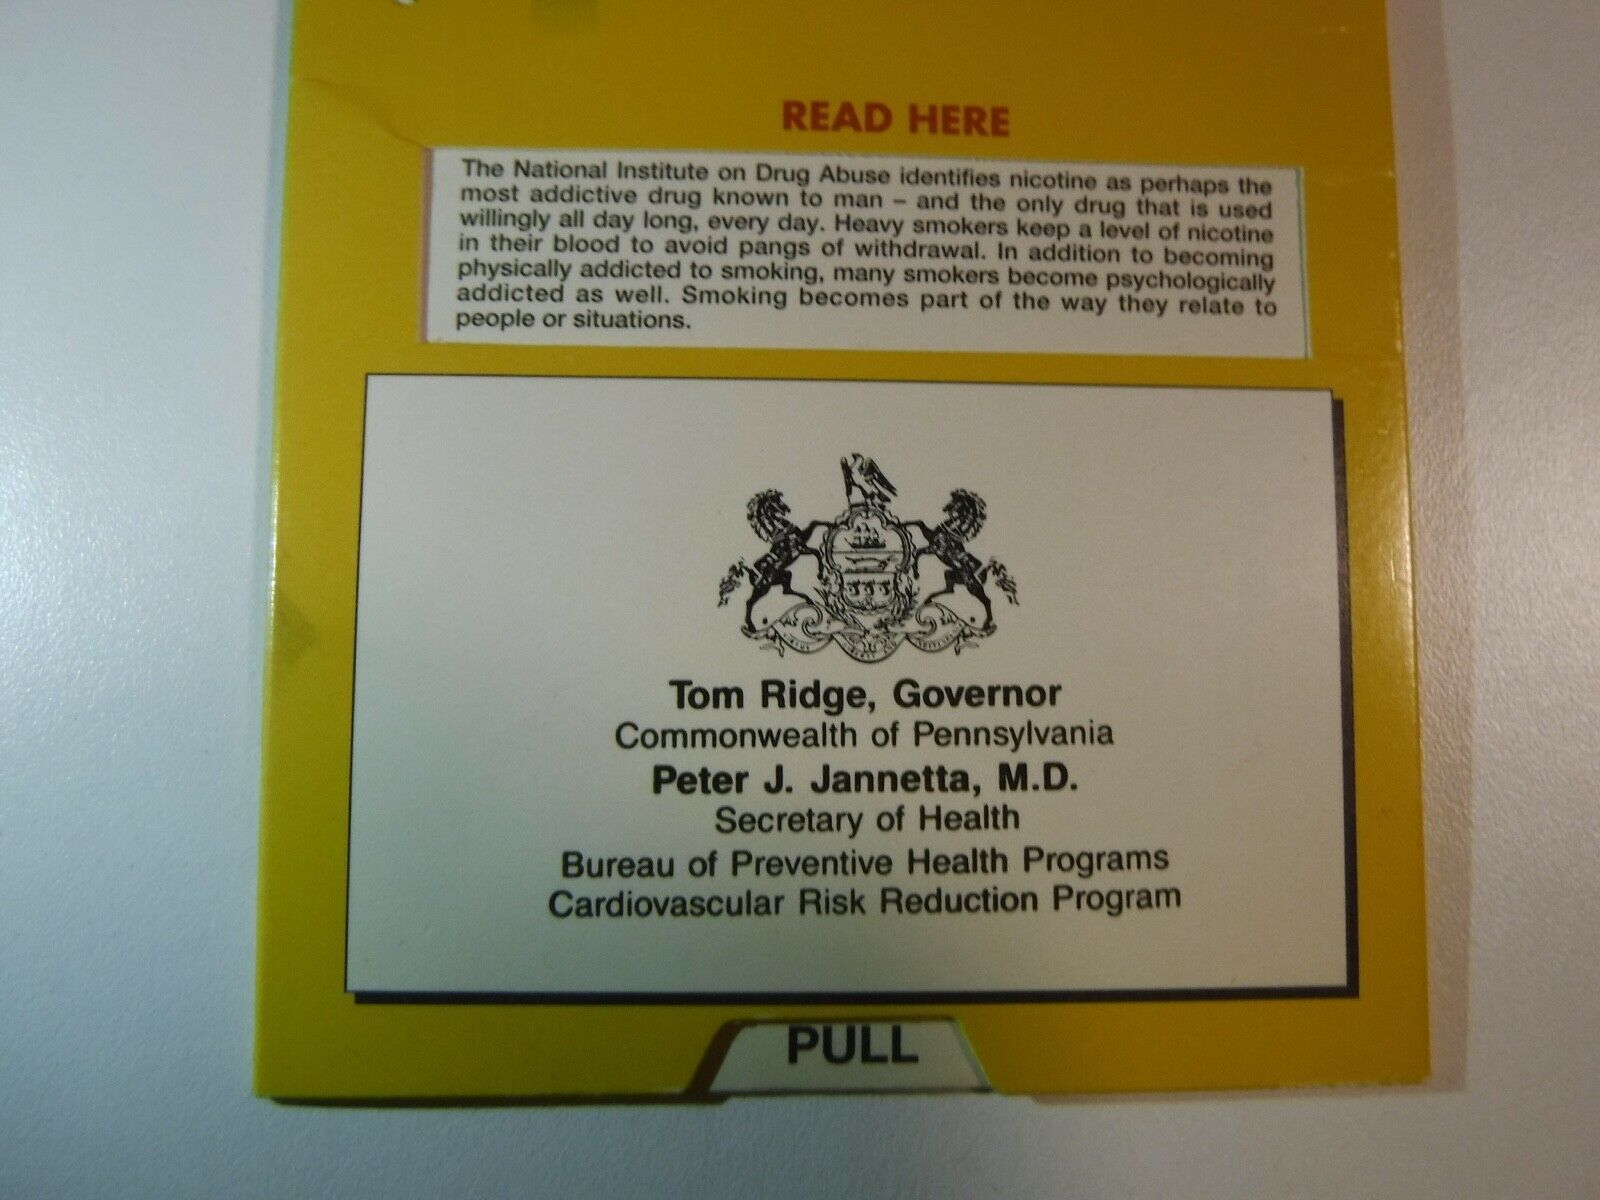 READ HERE
The National Institute on Drug Abuse identifies nicotine as perhaps the
most addictive drug known to man – and the only drug that is used
willingly all day long, every day. Heavy smokers keep a level of nicotine
in their blood to avoid pangs of withdrawal. In addition to becoming
physically addicted to smoking, many smokers become psychologically
addicted as well. Smoking becomes part of the way they relate to
people or situations.
Tom Ridge, Governor
Commonwealth of Pennsylvania
Peter J. Jannetta, M.D.
Secretary of Health
Bureau of Preventive Health Programs
Cardiovascular Risk Reduction Program
PULL